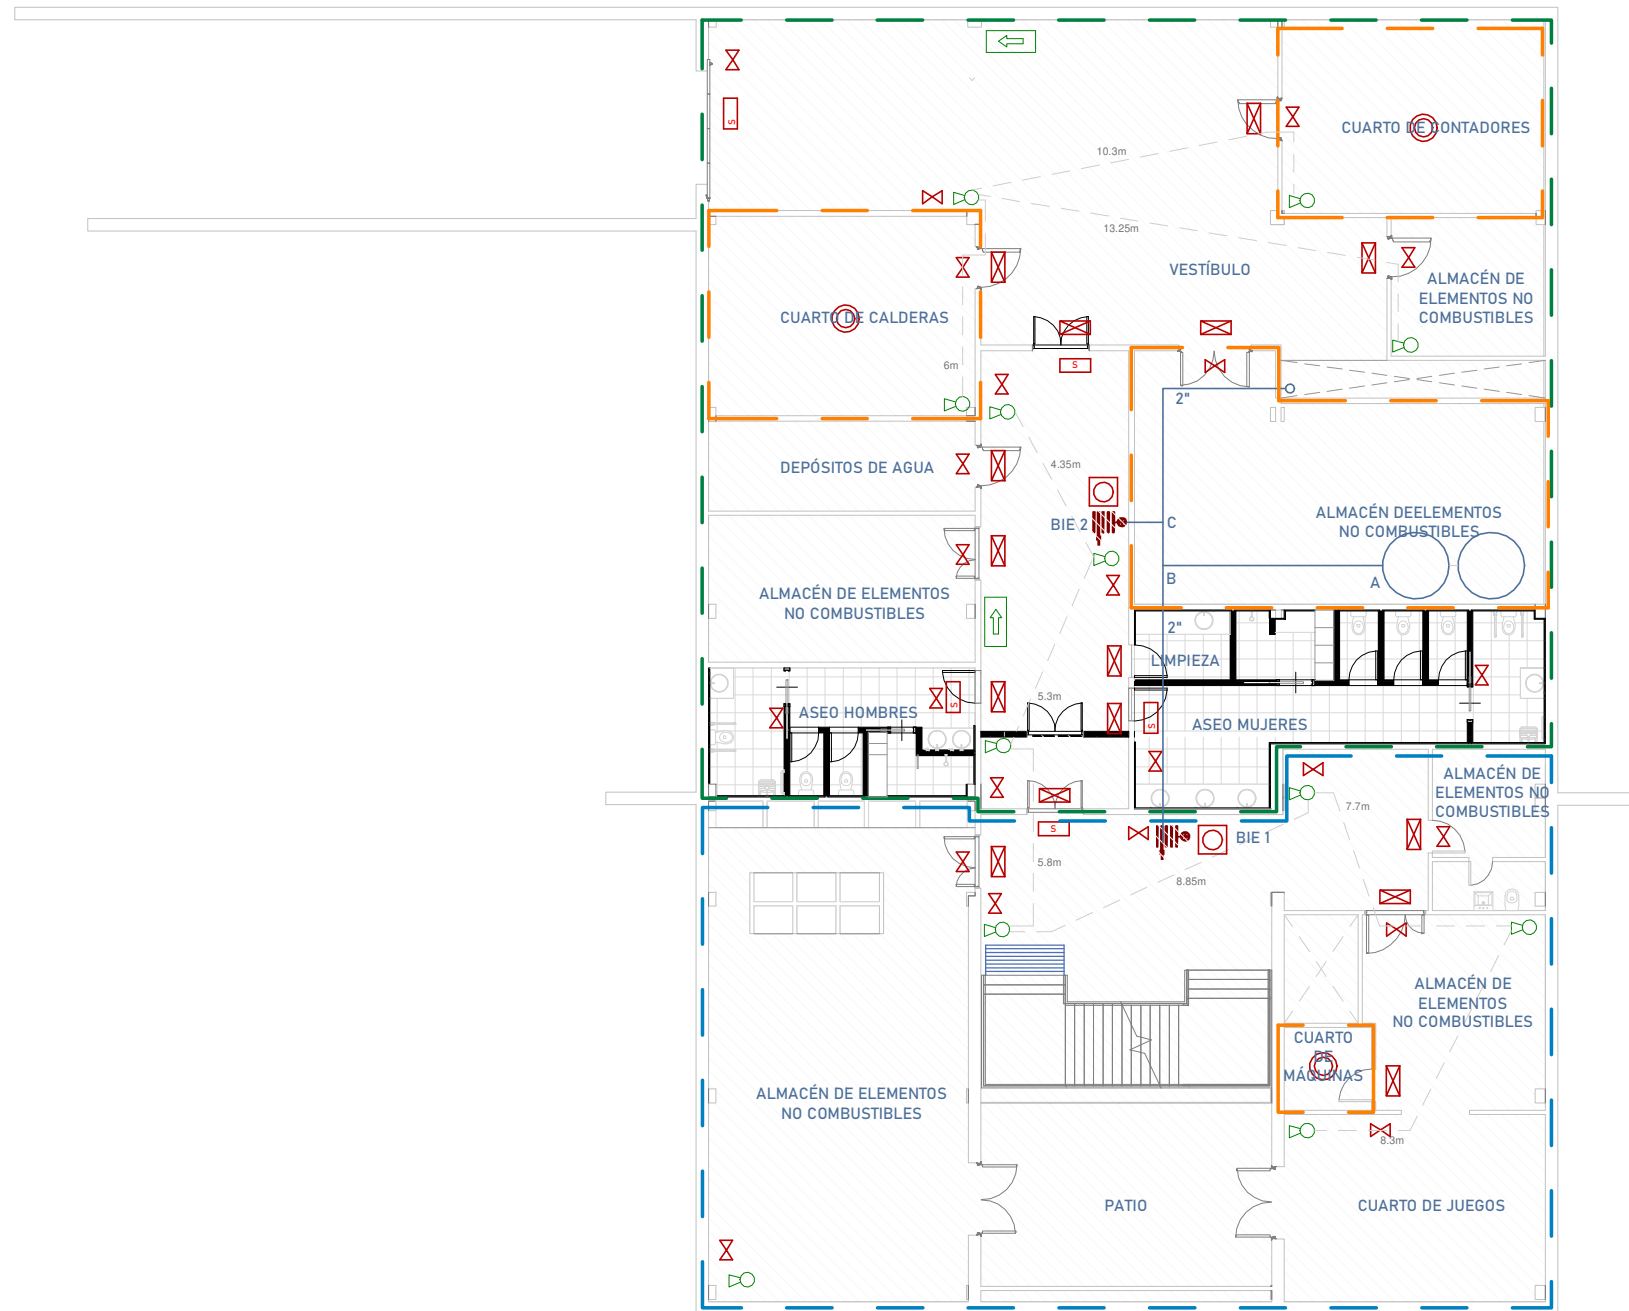 S
CUARTO DE CONTADORES
10.3m
13.25m
VESTÍBULO
ALMACÉN DE
ELEMENTOS NO
COMBUSTIBLES
CUARTO DE CALDERAS
6m
S
2"
4.35m
DEPÓSITOS DE AGUA
BIE 2
C
ALMACÉN DEELEMENTOS
NO COMBUSTIBLES
A
B
ALMACÉN DE ELEMENTOS
NO COMBUSTIBLES
2"
LIMPIEZA
5.3m
S
ASEO HOMBRES
S
ASEO MUJERES
ALMACÉN DE
ELEMENTOS NO
COMBUSTIBLES
7.7m
S
BIE 1
5.8m
8.85m
ALMACÉN DE
ELEMENTOS
NO COMBUSTIBLES
CUARTO
DE
MÁQUINAS
ALMACÉN DE ELEMENTOS
NO COMBUSTIBLES
8.3m
PATIO
CUARTO DE JUEGOS